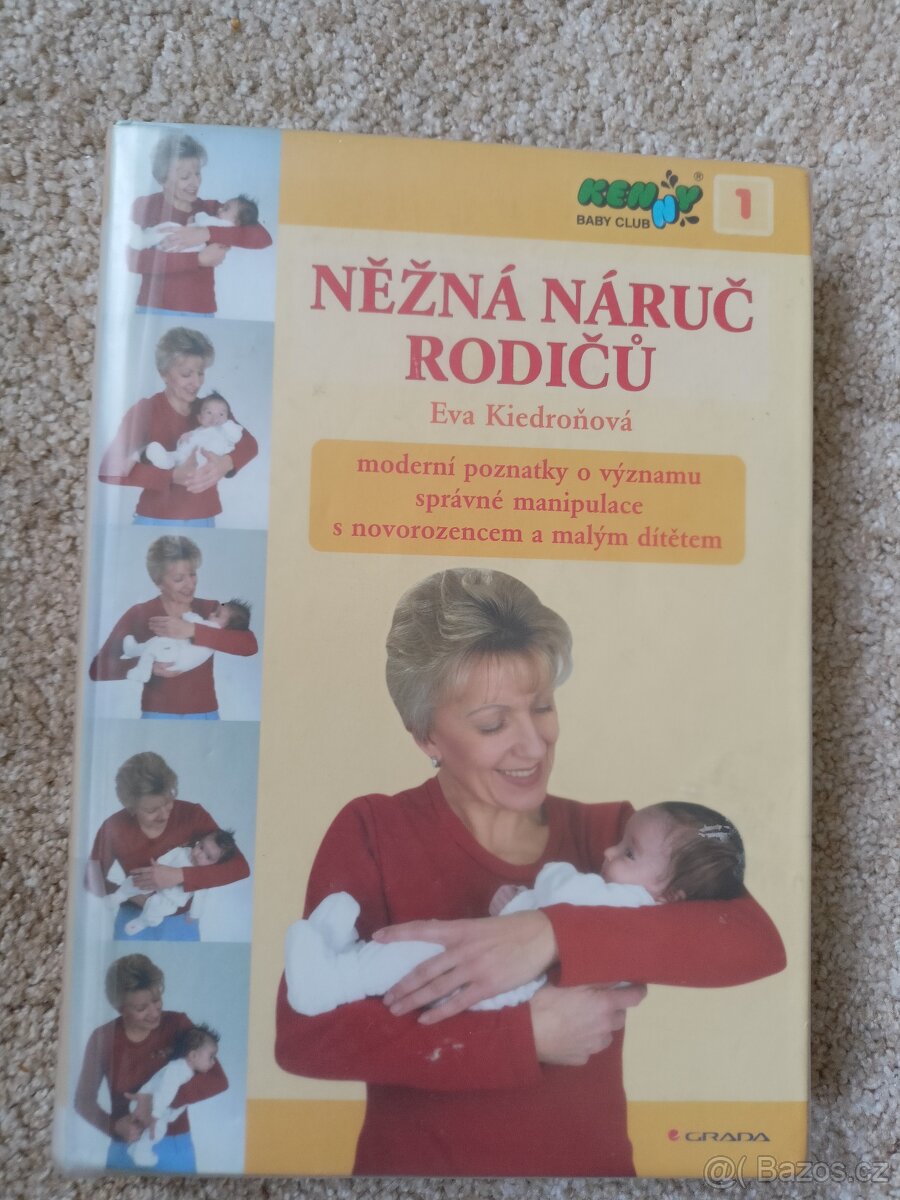 KENNY®
BABY CLUB
1
NĚŽNÁ NÁRUČ
RODIČŮ
Eva Kiedroňová
moderní poznatky o významu
správné manipulace
s novorozencem a malým dítětem
GRADA
@( Bazos.cz